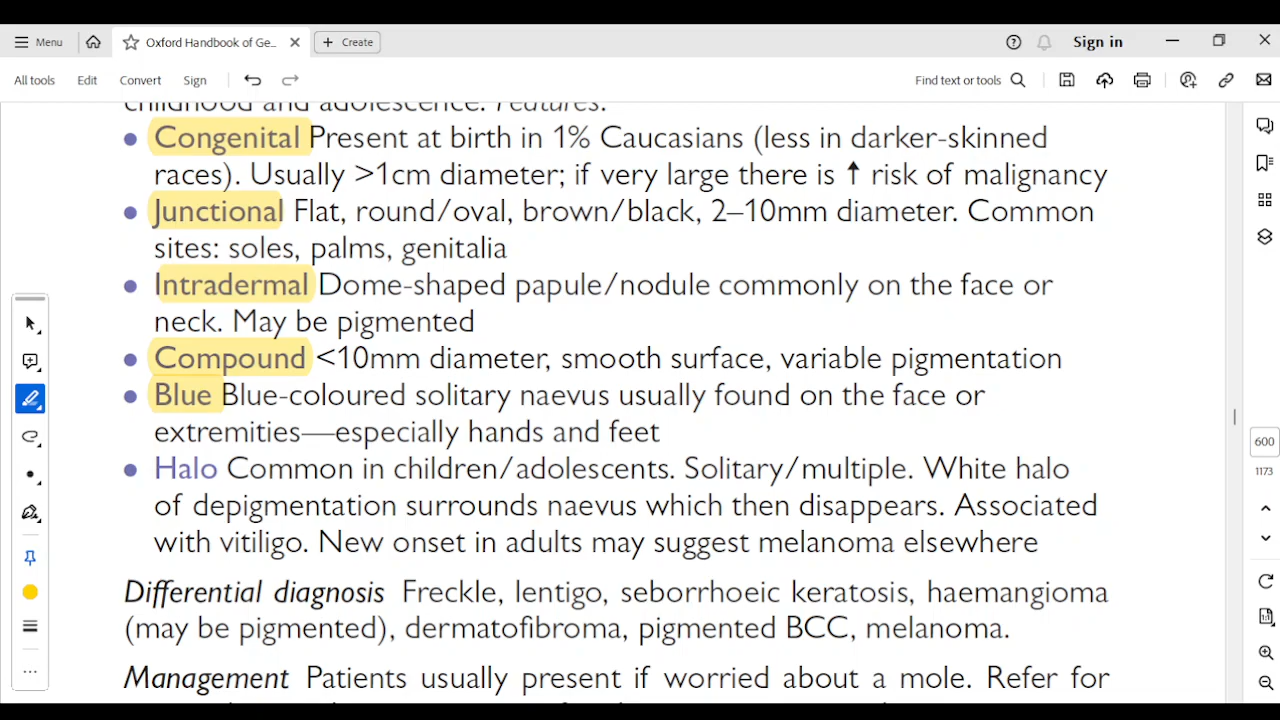 Menu
Oxford Handbook of Ge...
Create
Sign in
All tools
Edit
Convert
Sign
Find text or tools
childhood and adolescence. Features:
• Congenital Present at birth in 1% Caucasians (less in darker-skinned
races). Usually >1cm diameter; if very large there is ↑ risk of malignancy
• Junctional Flat, round/oval, brown/black, 2–10mm diameter. Common
sites: soles, palms, genitalia
• Intradermal Dome-shaped papule/nodule commonly on the face or
neck. May be pigmented
• Compound <10mm diameter, smooth surface, variable pigmentation
• Blue Blue-coloured solitary naevus usually found on the face or
extremities—especially hands and feet
• Halo Common in children/adolescents. Solitary/multiple. White halo
of depigmentation surrounds naevus which then disappears. Associated
with vitiligo. New onset in adults may suggest melanoma elsewhere
Differential diagnosis Freckle, lentigo, seborrhoeic keratosis, haemangioma
(may be pigmented), dermatofibroma, pigmented BCC, melanoma.
Management Patients usually present if worried about a mole. Refer for
600
1173